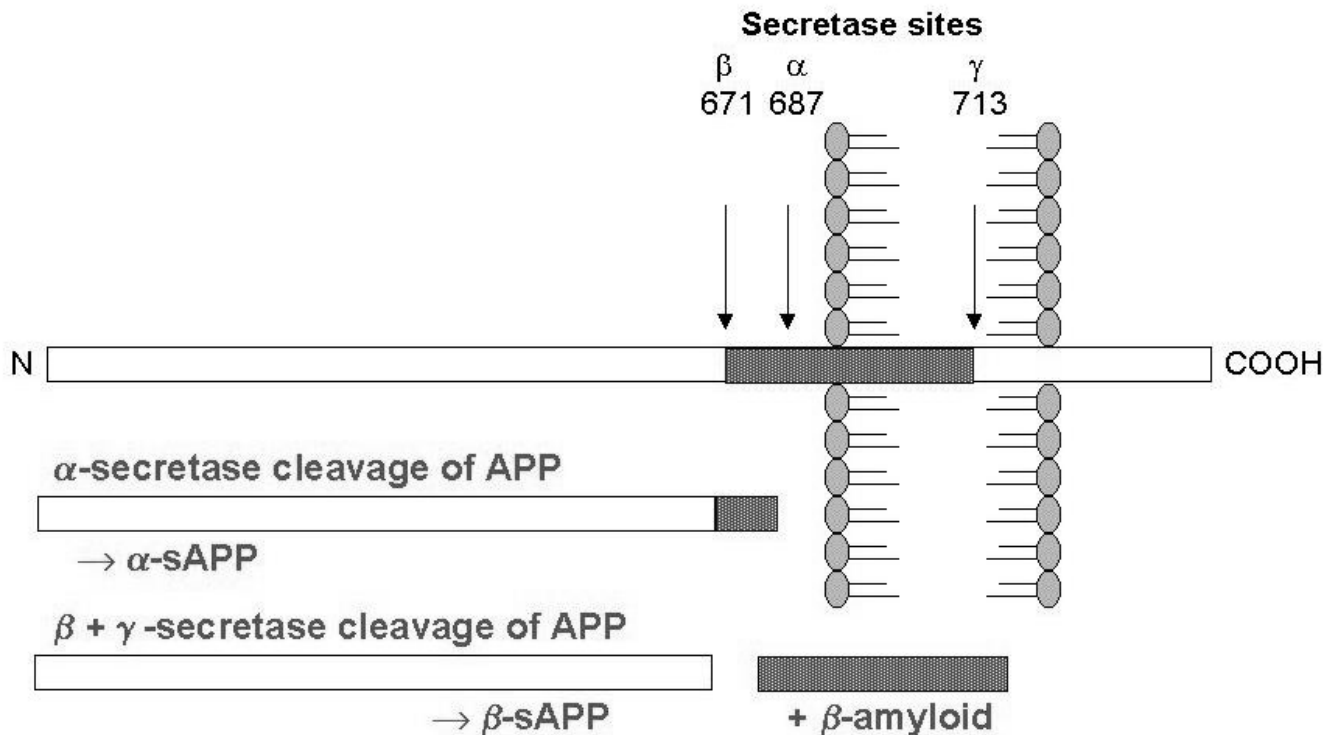 Secretase sites
β α γ
671 687 713
N COOH
α-secretase cleavage of APP
→ α-sAPP
β + γ -secretase cleavage of APP
→ β-sAPP + β-amyloid